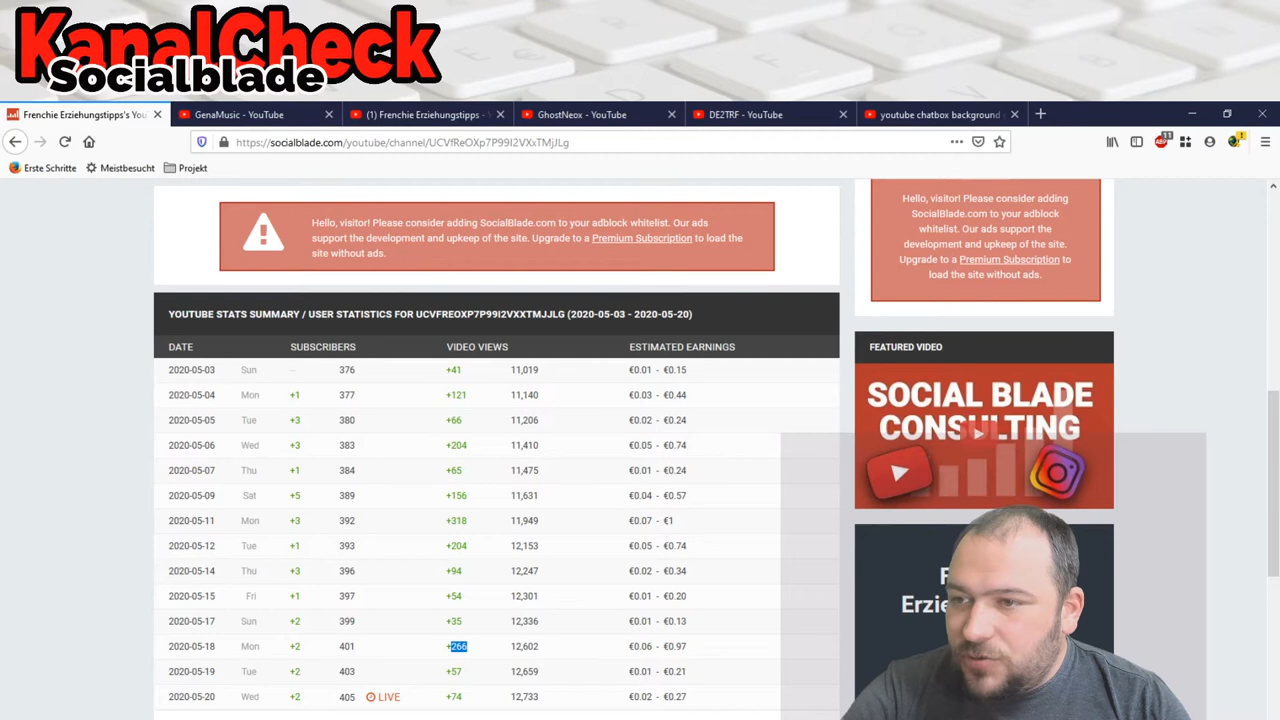 KanalCheck
Socialblade
Frenchie Erziehungstipps's You
GenaMusic - YouTube
(1) Frenchie Erziehungstipps -
GhostNeox - YouTube
DE2TRF - YouTube
youtube chatbox background
https://socialblade.com/youtube/channel/UCVfReOXp7P99I2VXxTMjJLg
11
Erste Schritte
Meistbesucht
Projekt
Hello, visitor! Please consider adding SocialBlade.com to your adblock whitelist. Our ads
support the development and upkeep of the site. Upgrade to a Premium Subscription to load the
site without ads.
Hello, visitor! Please consider
adding SocialBlade.com to your
adblock whitelist. Our ads
support the development and
upkeep of the site. Upgrade to
a Premium Subscription to
load the site without ads.
YOUTUBE STATS SUMMARY / USER STATISTICS FOR UCVFREOXP7P99I2VXXTMJJLG (2020-05-03 - 2020-05-20)
DATE SUBSCRIBERS VIDEO VIEWS ESTIMATED EARNINGS
2020-05-03 Sun -- 376 +41 11,019 €0.01 - €0.15
2020-05-04 Mon +1 377 +121 11,140 €0.03 - €0.44
2020-05-05 Tue +3 380 +66 11,206 €0.02 - €0.24
2020-05-06 Wed +3 383 +204 11,410 €0.05 - €0.74
2020-05-07 Thu +1 384 +65 11,475 €0.01 - €0.24
2020-05-09 Sat +5 389 +156 11,631 €0.04 - €0.57
2020-05-11 Mon +3 392 +318 11,949 €0.07 - €1
2020-05-12 Tue +1 393 +204 12,153 €0.05 - €0.74
2020-05-14 Thu +3 396 +94 12,247 €0.02 - €0.34
2020-05-15 Fri +1 397 +54 12,301 €0.01 - €0.20
2020-05-17 Sun +2 399 +35 12,336 €0.01 - €0.13
2020-05-18 Mon +2 401 +266 12,602 €0.06 - €0.97
2020-05-19 Tue +2 403 +57 12,659 €0.01 - €0.21
2020-05-20 Wed +2 405 LIVE +74 12,733 €0.02 - €0.27
FEATURED VIDEO
SOCIAL BLADE
CONSULTING